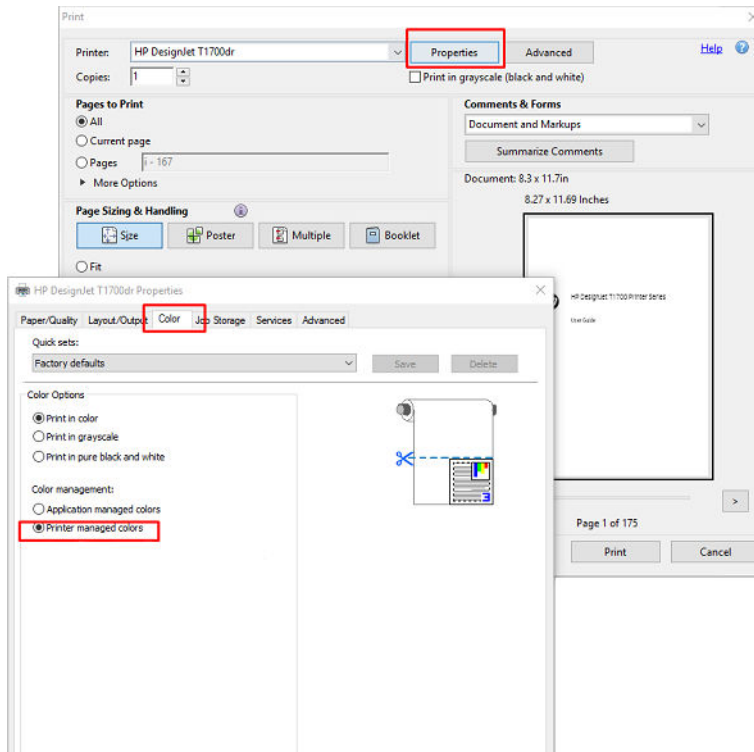 Print
Printer: HP DesignJet T1700dr Properties Advanced Help ?
Copies: 1 Print in grayscale (black and white)
Pages to Print
All
Current page
Pages i - 167
More Options
Comments & Forms
Document and Markups
Summarize Comments
Page Sizing & Handling
Size Poster Multiple Booklet
Fit
Document: 8.3 x 11.7in
8.27 x 11.69 Inches
HP DesignJet T1700 Printer Series
User Guide
>
Page 1 of 175
Print Cancel
HP DesignJet T1700dr Properties
Paper/Quality Layout/Output Color Job Storage Services Advanced
Quick sets:
Factory defaults Save Delete
Color Options
Print in color
Print in grayscale
Print in pure black and white
Color management:
Application managed colors
Printer managed colors
3